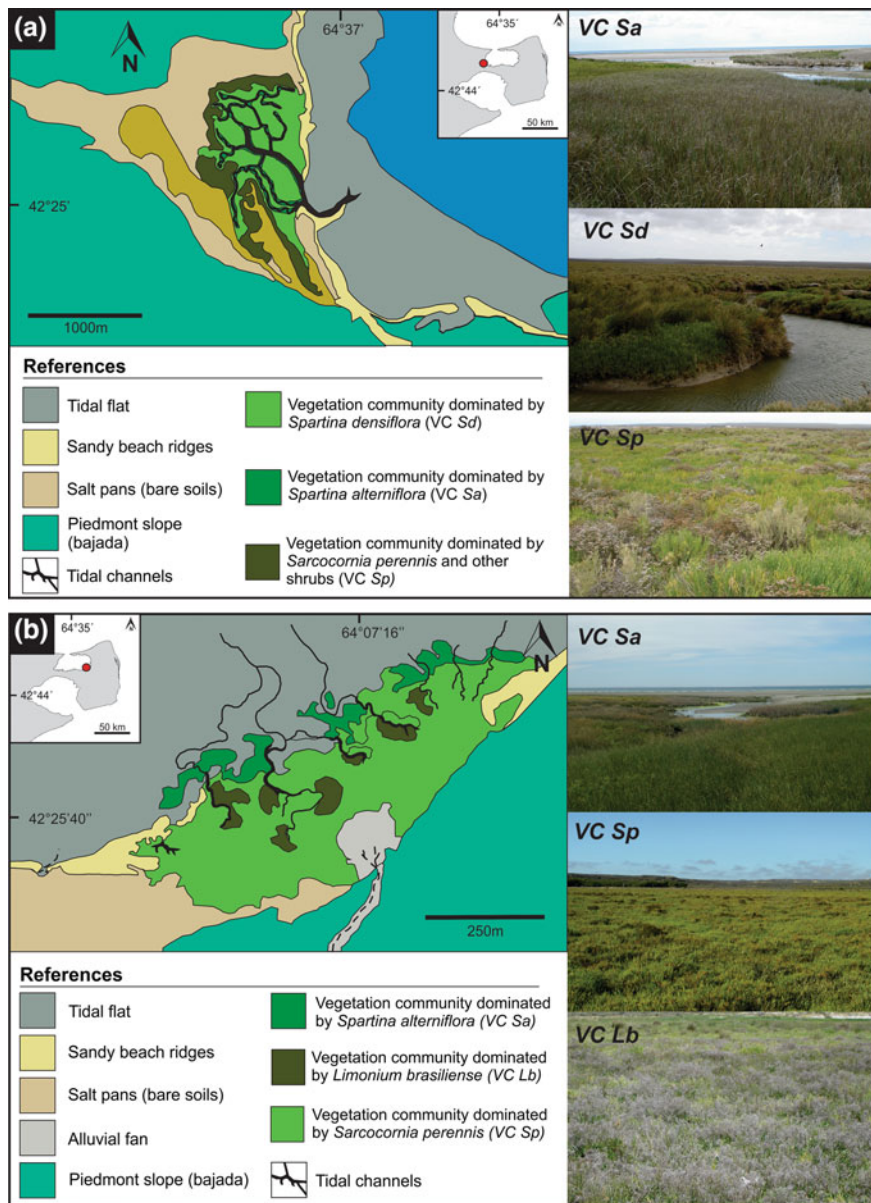 (a)
N
64°37'
64°35'
N
42°44'
50 km
42°25'
1000m
VC Sa
VC Sd
VC Sp
References
Tidal flat
Sandy beach ridges
Salt pans (bare soils)
Piedmont slope
(bajada)
Tidal channels
Vegetation community dominated by
Spartina densiflora (VC Sd)
Vegetation community dominated by
Spartina alterniflora (VC Sa)
Vegetation community dominated by
Sarcocornia perennis and other
shrubs (VC Sp)
(b)
64°35'
N
42°44'
50 km
64°07'16''
N
42°25'40''
250m
VC Sa
VC Sp
VC Lb
References
Tidal flat
Sandy beach ridges
Salt pans (bare soils)
Alluvial fan
Piedmont slope (bajada)
Vegetation community dominated
by Spartina alterniflora (VC Sa)
Vegetation community dominated
by Limonium brasiliense (VC Lb)
Vegetation community dominated
by Sarcocornia perennis (VC Sp)
Tidal channels